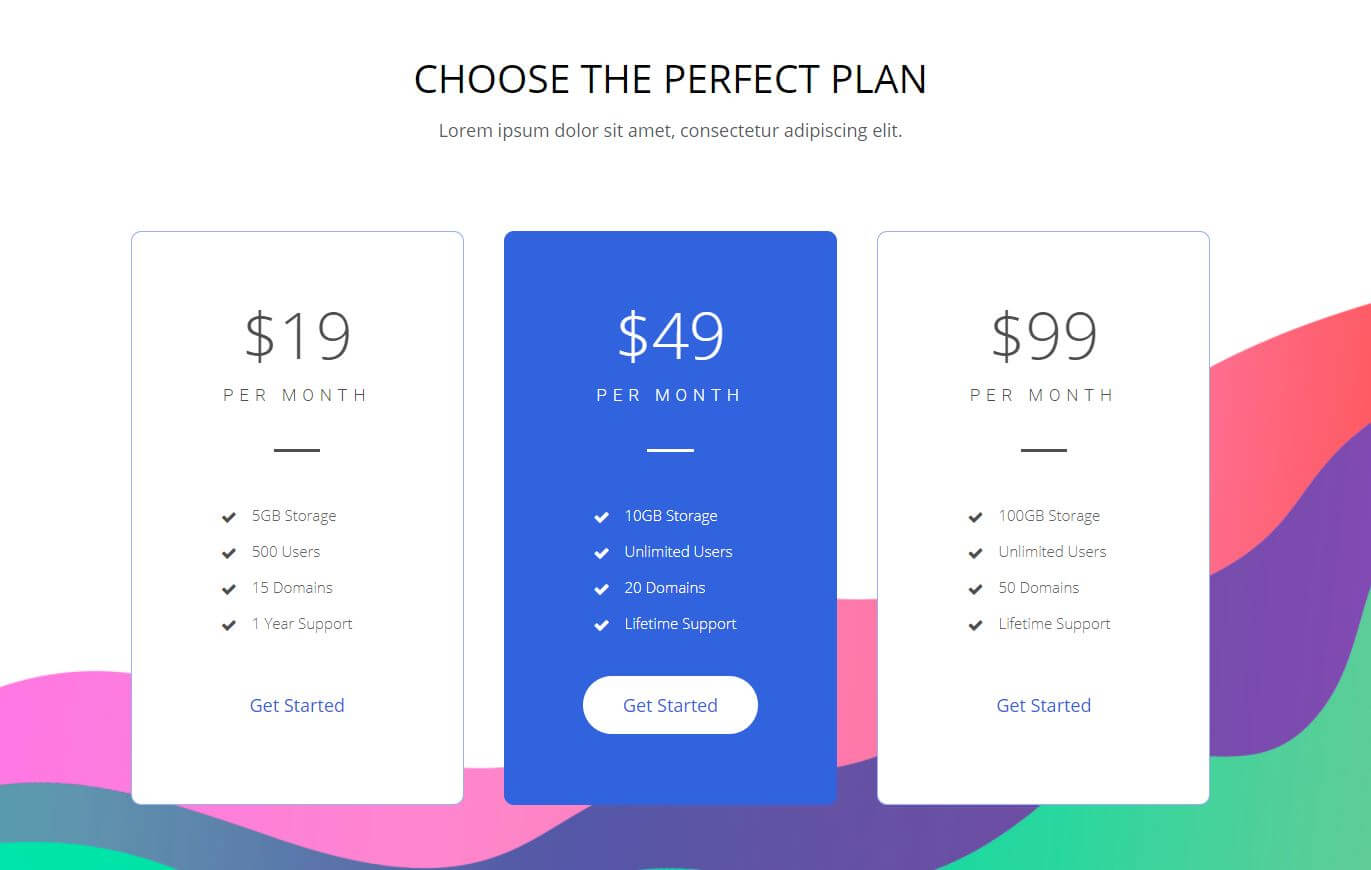 CHOOSE THE PERFECT PLAN
Lorem ipsum dolor sit amet, consectetur adipiscing elit.
$19
PER MONTH
5GB Storage
500 Users
15 Domains
1 Year Support
Get Started
$49
PER MONTH
10GB Storage
Unlimited Users
20 Domains
Lifetime Support
Get Started
$99
PER MONTH
100GB Storage
Unlimited Users
50 Domains
Lifetime Support
Get Started